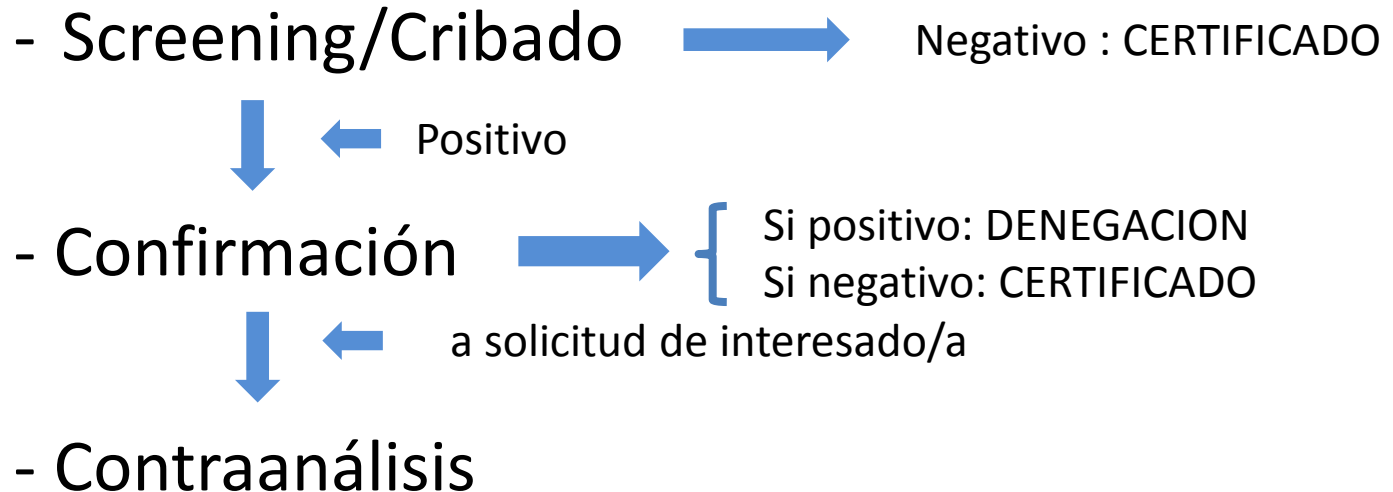 - Screening/Cribado
Negativo : CERTIFICADO
Positivo
- Confirmación
Si positivo: DENEGACION
Si negativo: CERTIFICADO
a solicitud de interesado/a
- Contraanálisis